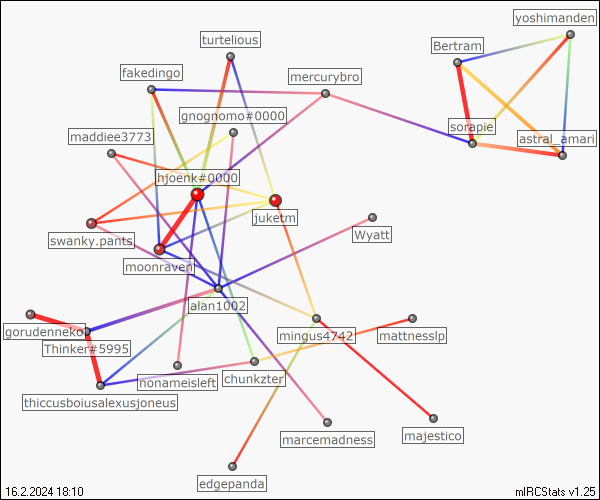 yoshimanden
turtelious
Bertram
fakedingo
mercurybro
gnognomo#0000
sorapie
maddiee3773
astral_amari
hjoenk#0000
juketm
Wyatt
swanky.pants
moonraven
alan1002
gorudenneko
mingus4742
mattnesslp
Thinker#5995
nonameisleft
chunkzter
thiccusboiusalexusjoneus
marcemadness
majestico
edgepanda
16.2.2024 18:10
mIRCStats v1.25